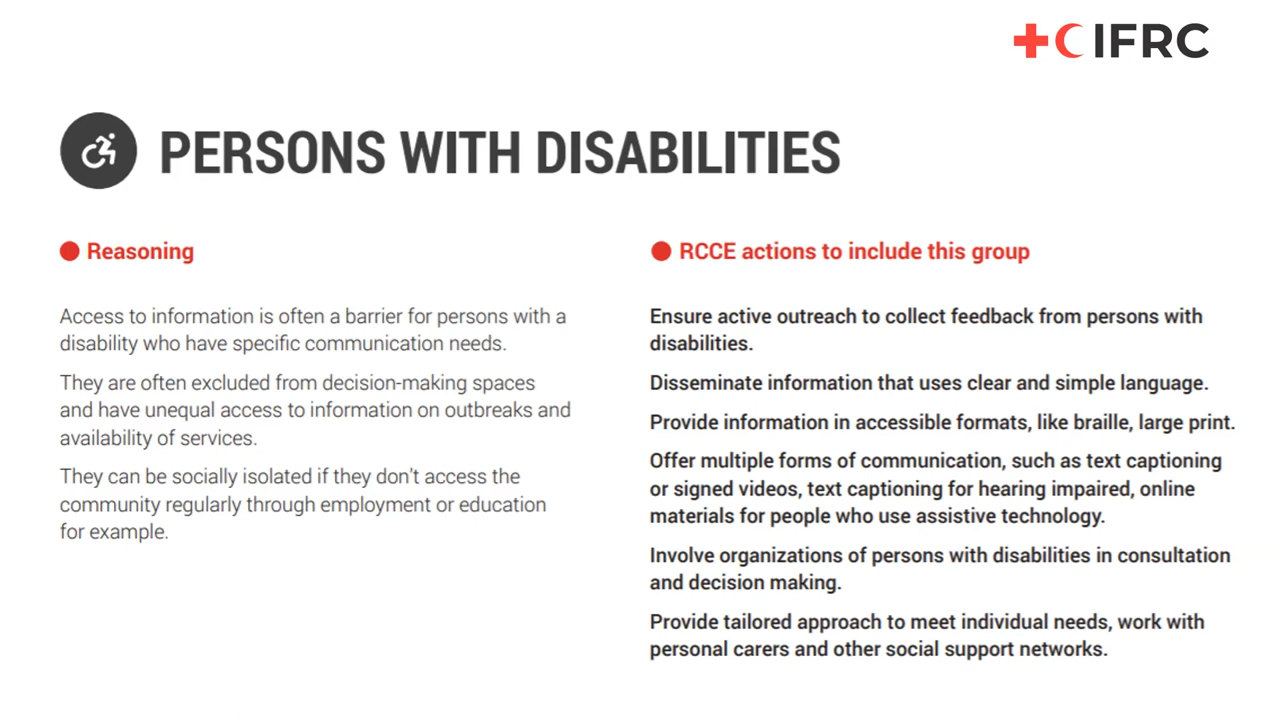 IFRC
PERSONS WITH DISABILITIES
Reasoning
Access to information is often a barrier for persons with a
disability who have specific communication needs.
They are often excluded from decision-making spaces
and have unequal access to information on outbreaks and
availability of services.
They can be socially isolated if they don't access the
community regularly through employment or education
for example.
RCCE actions to include this group
Ensure active outreach to collect feedback from persons with
disabilities.
Disseminate information that uses clear and simple language.
Provide information in accessible formats, like braille, large print.
Offer multiple forms of communication, such as text captioning
or signed videos, text captioning for hearing impaired, online
materials for people who use assistive technology.
Involve organizations of persons with disabilities in consultation
and decision making.
Provide tailored approach to meet individual needs, work with
personal carers and other social support networks.